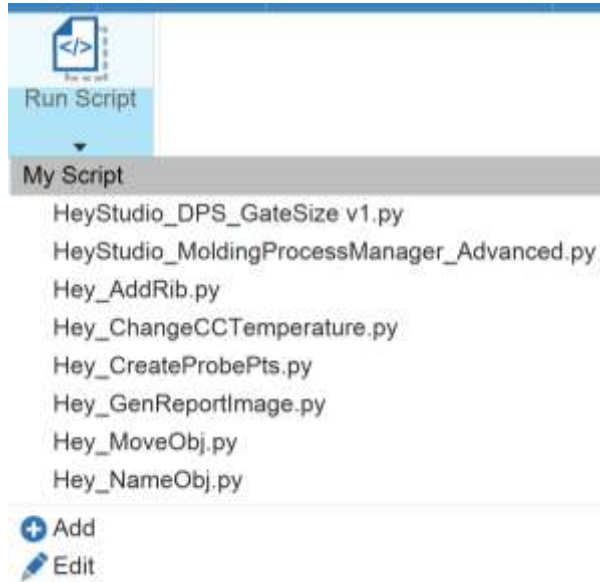 </>
Run Script
My Script
HeyStudio_DPS_GateSize v1.py
HeyStudio_MoldingProcessManager_Advanced.py
Hey_AddRib.py
Hey_ChangeCCTemperature.py
Hey_CreateProbePts.py
Hey_GenReportImage.py
Hey_MoveObj.py
Hey_NameObj.py
Add
Edit